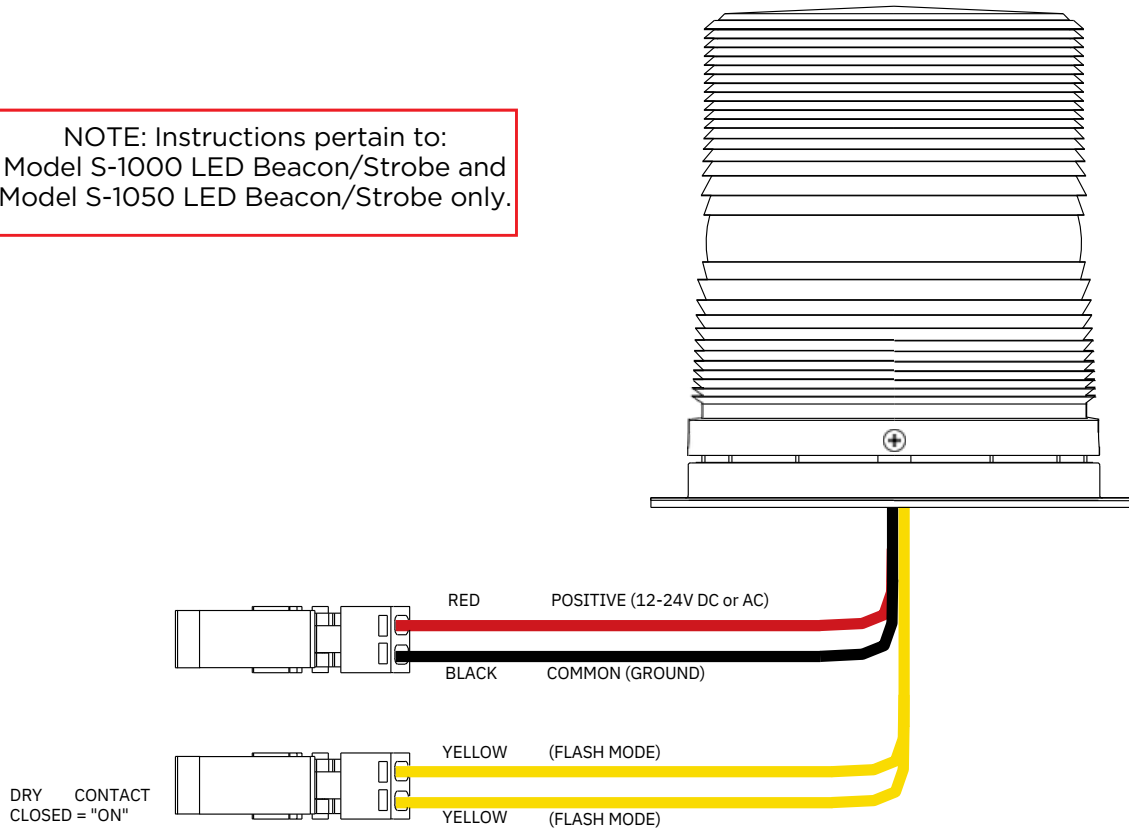 NOTE: Instructions pertain to:
Model S-1000 LED Beacon/Strobe and
Model S-1050 LED Beacon/Strobe only.
RED POSITIVE (12-24V DC or AC)
BLACK COMMON (GROUND)
YELLOW (FLASH MODE)
DRY CONTACT
CLOSED = "ON"
YELLOW (FLASH MODE)